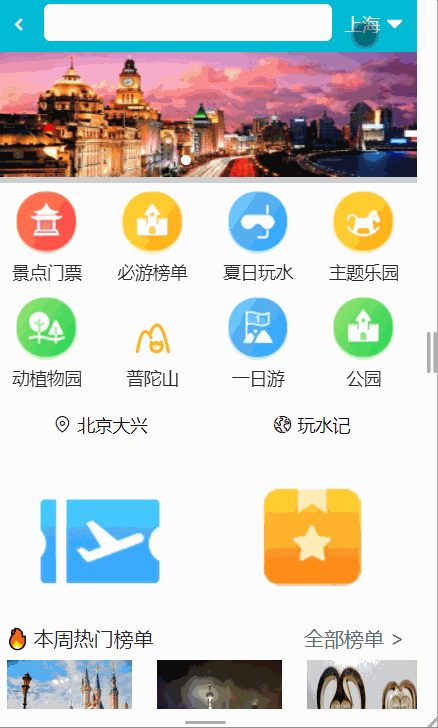 上海
景点门票 必游榜单 夏日玩水 主题乐园
动植物园 普陀山 一日游 公园
北京大兴 玩水记
本周热门榜单 全部榜单 >